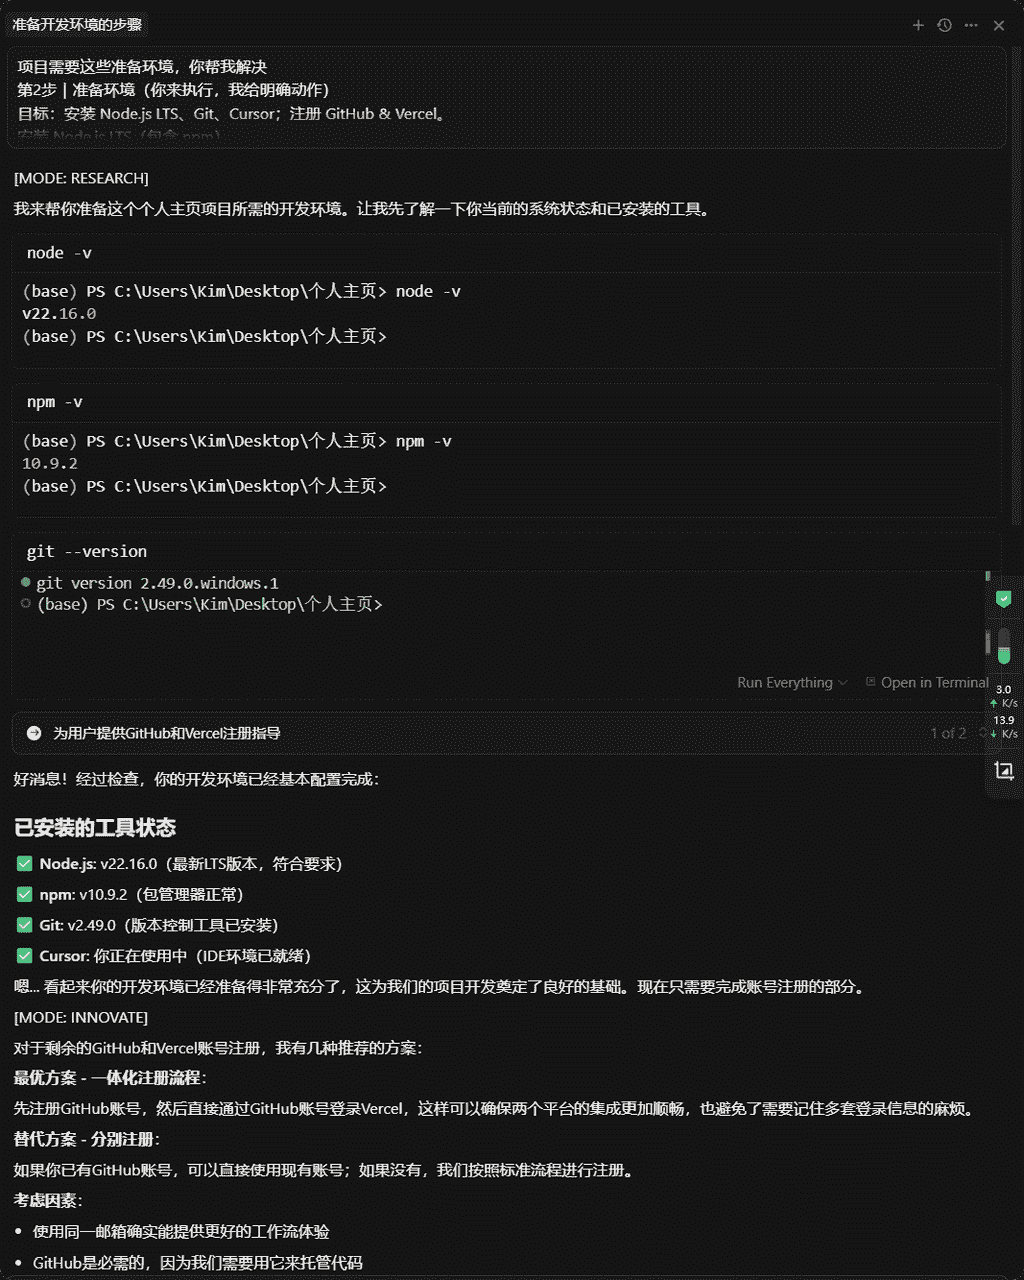 准备开发环境的步骤
项目需要这些准备环境，你帮我解决
第2步 | 准备环境（你来执行，我给明确动作）
目标：安装 Node.js LTS、Git、Cursor；注册 GitHub & Vercel。
安装 Node.js LTS（包含 npm）
[MODE: RESEARCH]
我来帮你准备这个个人主页项目所需的开发环境。让我先了解一下你当前的系统状态和已安装的工具。
node -v
(base) PS C:\Users\Kim\Desktop\个人主页> node -v
v22.16.0
(base) PS C:\Users\Kim\Desktop\个人主页>
npm -v
(base) PS C:\Users\Kim\Desktop\个人主页> npm -v
10.9.2
(base) PS C:\Users\Kim\Desktop\个人主页>
git --version
git version 2.49.0.windows.1
(base) PS C:\Users\Kim\Desktop\个人主页>
Run Everything Open in Terminal
3.0
K/s
13.9
K/s
为用户提供GitHub和Vercel注册指导 1 of 2
好消息！经过检查，你的开发环境已经基本配置完成：
已安装的工具状态
Node.js: v22.16.0（最新LTS版本，符合要求）
npm: v10.9.2（包管理器正常）
Git: v2.49.0（版本控制工具已安装）
Cursor: 你正在使用中（IDE环境已就绪）
嗯... 看起来你的开发环境已经准备得非常充分了，这为我们的项目开发奠定了良好的基础。现在只需要完成账号注册的部分。
[MODE: INNOVATE]
对于剩余的GitHub和Vercel账号注册，我有几种推荐的方案：
最优方案 - 一体化注册流程：
先注册GitHub账号，然后直接通过GitHub账号登录Vercel，这样可以确保两个平台的集成更加顺畅，也避免了需要记住多套登录信息的麻烦。
替代方案 - 分别注册：
如果你已有GitHub账号，可以直接使用现有账号；如果没有，我们按照标准流程进行注册。
考虑因素：
• 使用同一邮箱确实能提供更好的工作流体验
• GitHub是必需的，因为我们需要用它来托管代码